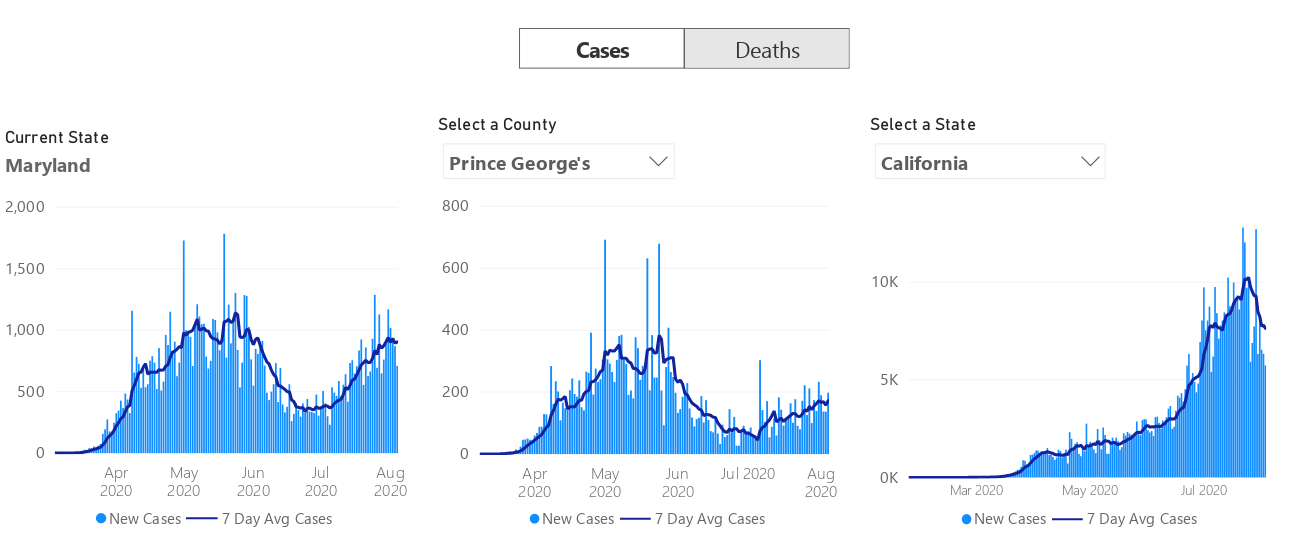 Cases Deaths
Current State
Maryland
2,000
1,500
1,000
500
0
Apr 2020
May 2020
Jun 2020
Jul 2020
Aug 2020
New Cases 7 Day Avg Cases
Select a County
Prince George's
800
600
400
200
0
Apr 2020
May 2020
Jun 2020
Jul 2020
Aug 2020
New Cases 7 Day Avg Cases
Select a State
California
10K
5K
0K
Mar 2020 May 2020 Jul 2020
New Cases 7 Day Avg Cases